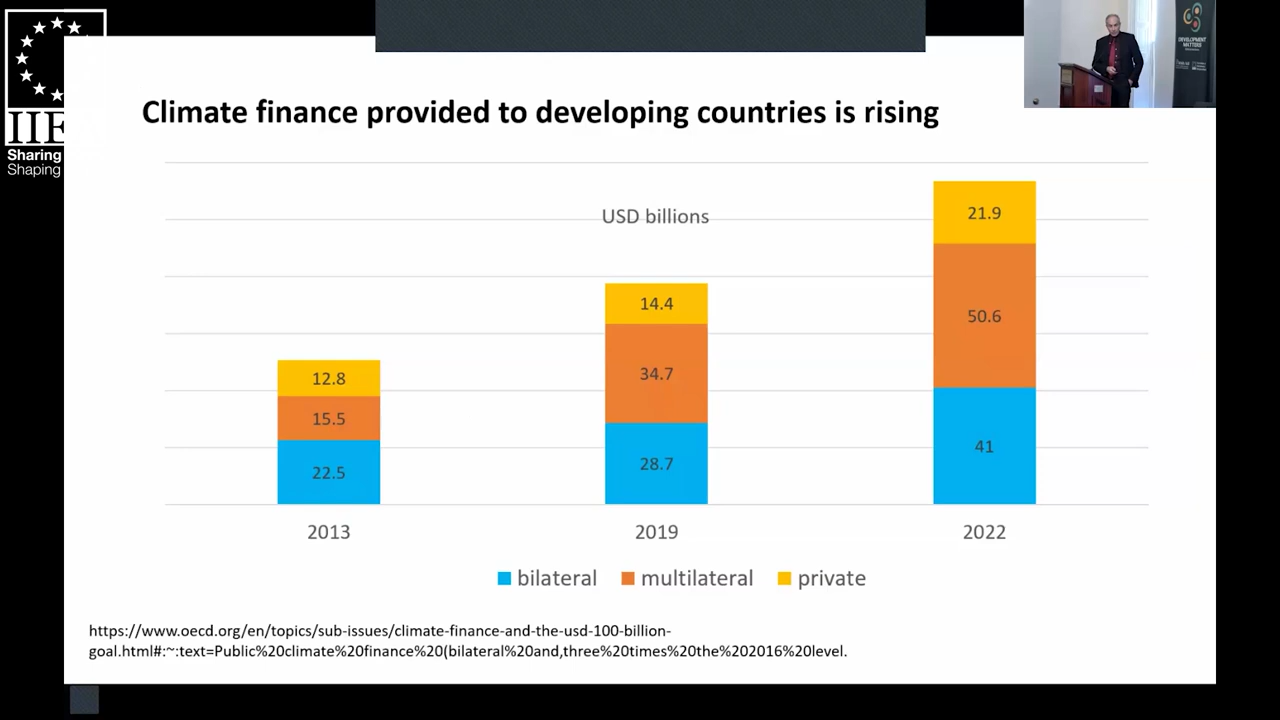 IIE
Sharing
Shaping
DEVELOPMENT
MATTERS
Climate finance provided to developing countries is rising
USD billions
21.9
50.6
41
14.4
34.7
28.7
12.8
15.5
22.5
2013
2019
2022
bilateral
multilateral
private
https://www.oecd.org/en/topics/sub-issues/climate-finance-and-the-usd-100-billion-
goal.html#:~:text=Public%20climate%20finance%20(bilateral%20and,three%20times%20the%202016%20level.